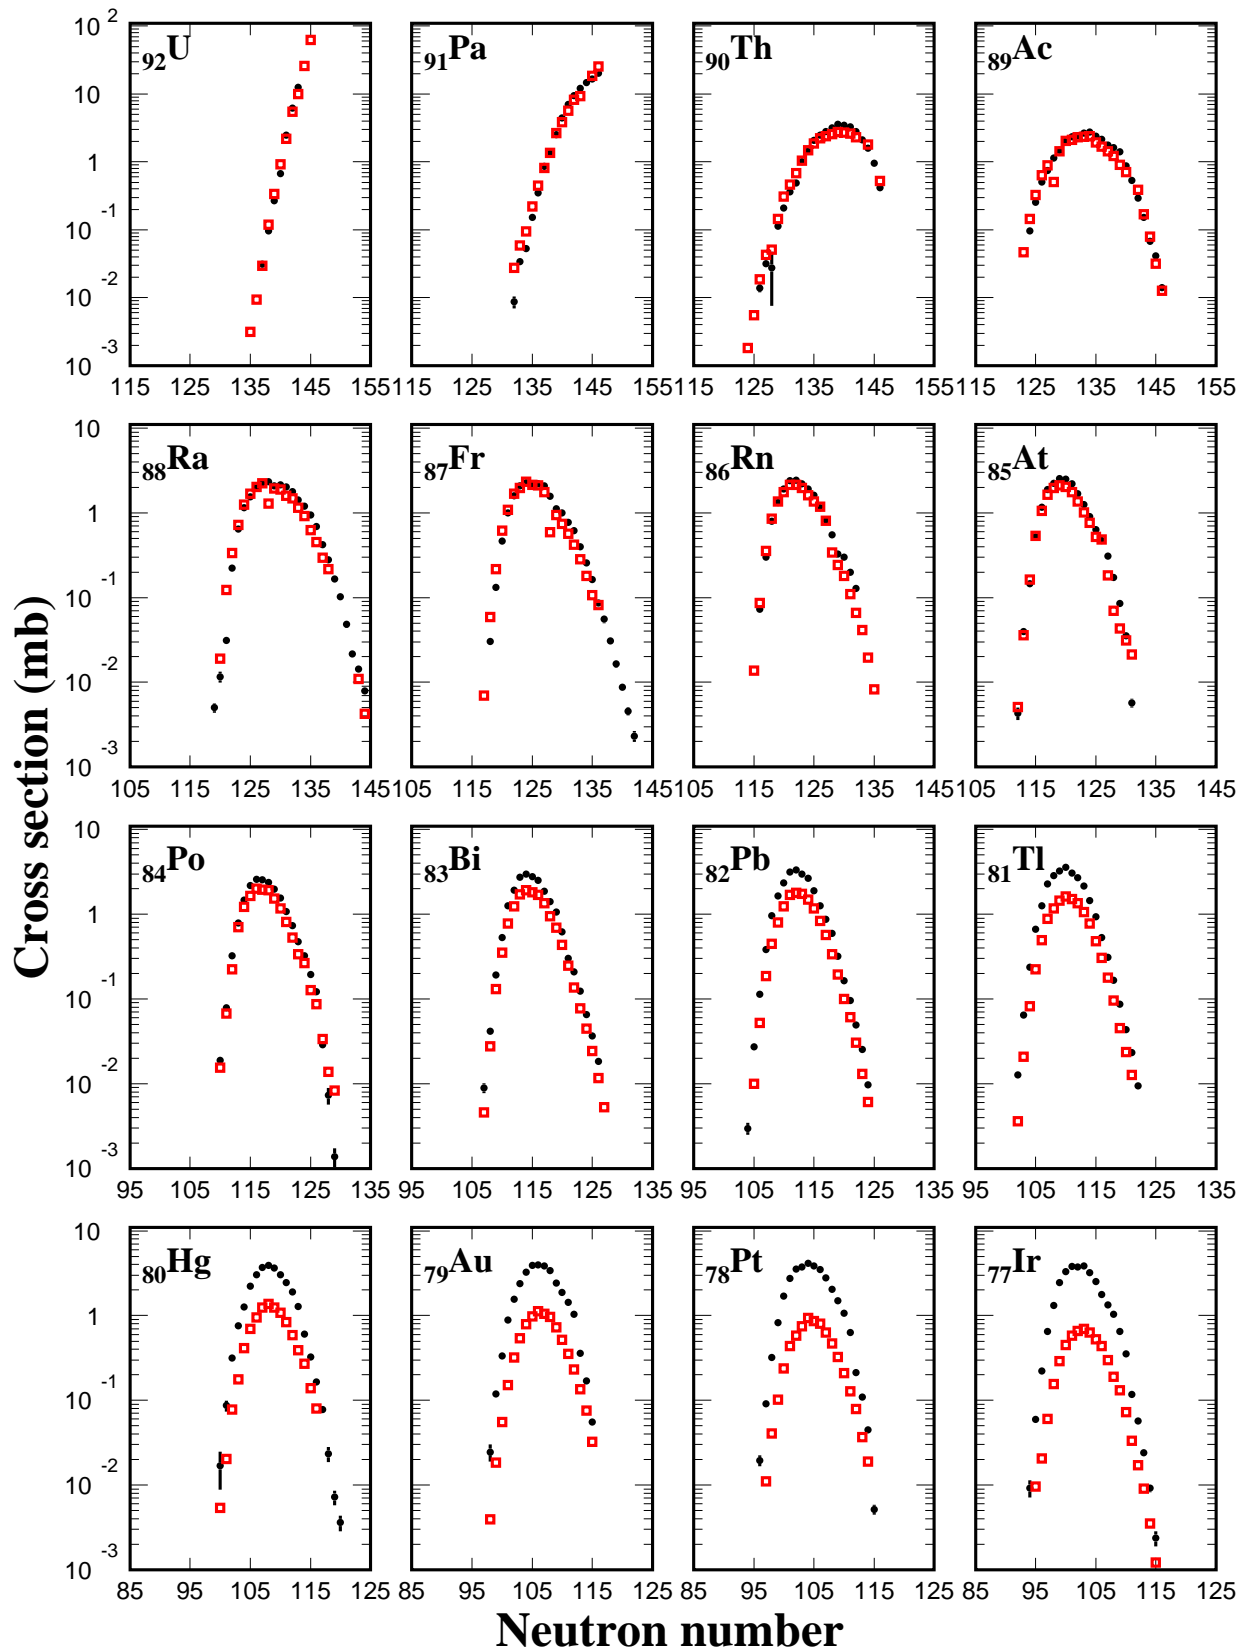 10 2
10
1
10 -1
10 -2
10 -3
92U
91Pa
90Th
89Ac
115 125 135 145 155
115 125 135 145 155
115 125 135 145 155
115 125 135 145 155
10
1
10 -1
10 -2
10 -3
88Ra
87Fr
86Rn
85At
105 115 125 135 145
105 115 125 135 145
105 115 125 135 145
105 115 125 135 145
Cross section (mb)
10
1
10 -1
10 -2
10 -3
84Po
83Bi
82Pb
81Tl
95 105 115 125 135
95 105 115 125 135
95 105 115 125 135
95 105 115 125 135
10
1
10 -1
10 -2
10 -3
80Hg
79Au
78Pt
77Ir
85 95 105 115 125
85 95 105 115 125
85 95 105 115 125
85 95 105 115 125
Neutron number